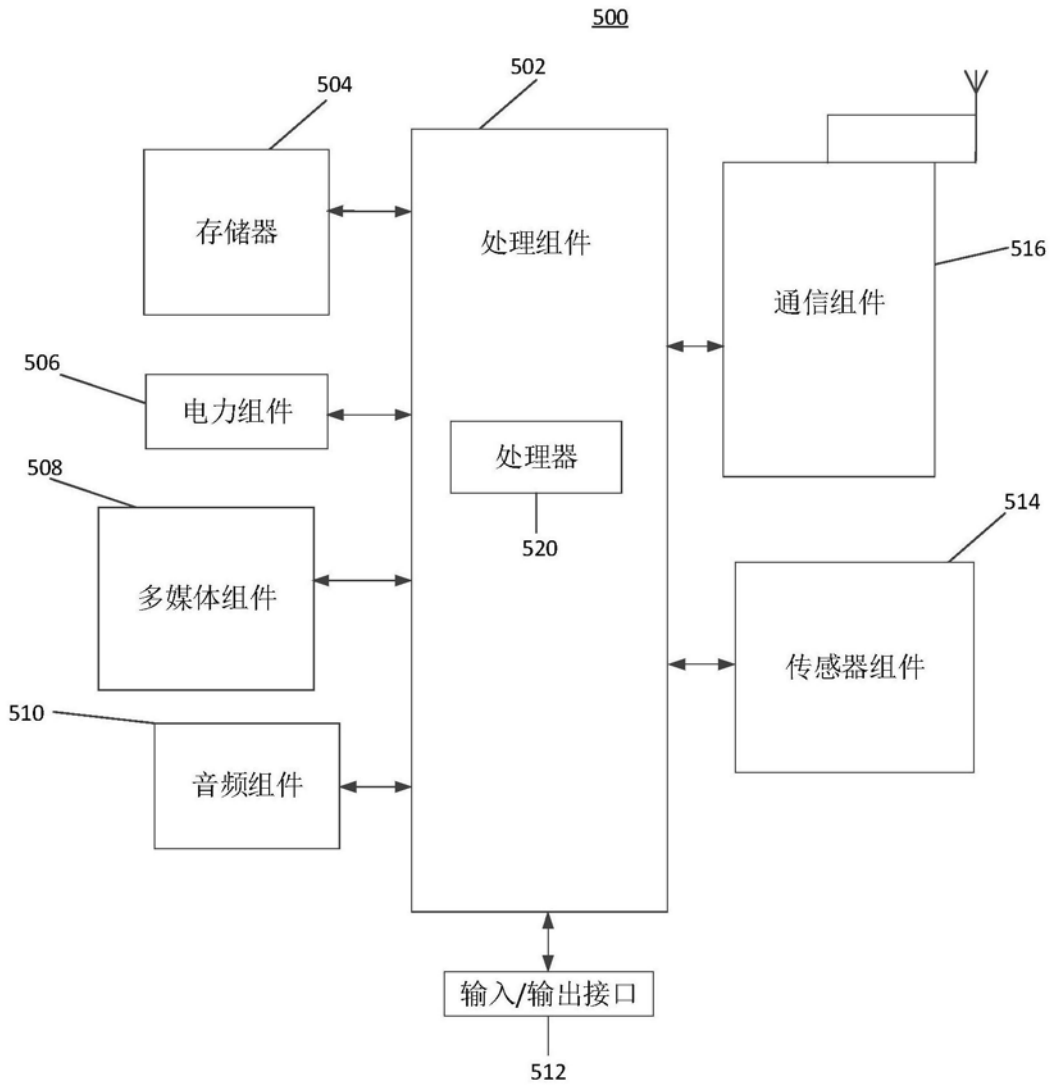 500
502
504
存储器
处理组件
516
通信组件
506
电力组件
处理器
520
508
多媒体组件
514
传感器组件
510
音频组件
输入/输出接口
512